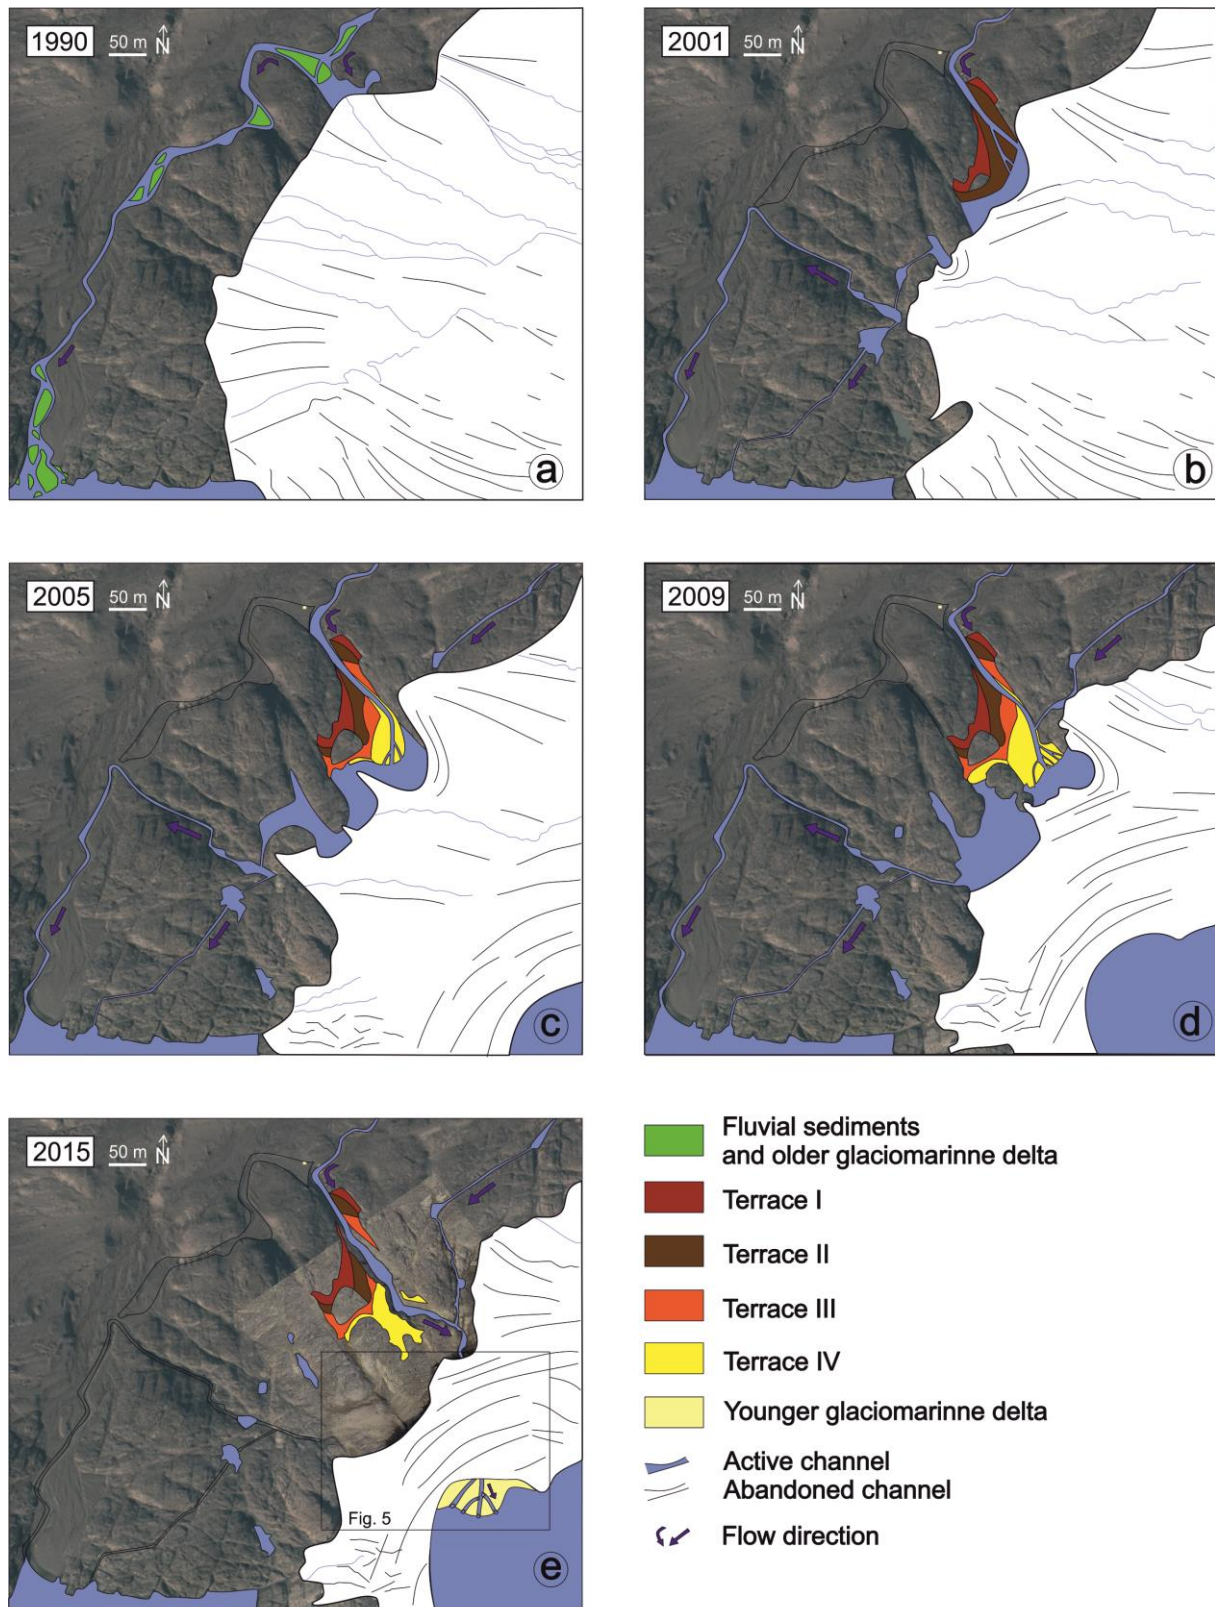 1990
50 m N
a
2001
50 m N
b
2005
50 m N
c
2009
50 m N
d
2015
50 m N
Fig. 5
e
Fluvial sediments
and older glaciomarinne delta
Terrace I
Terrace II
Terrace III
Terrace IV
Younger glaciomarinne delta
Active channel
Abandoned channel
Flow direction